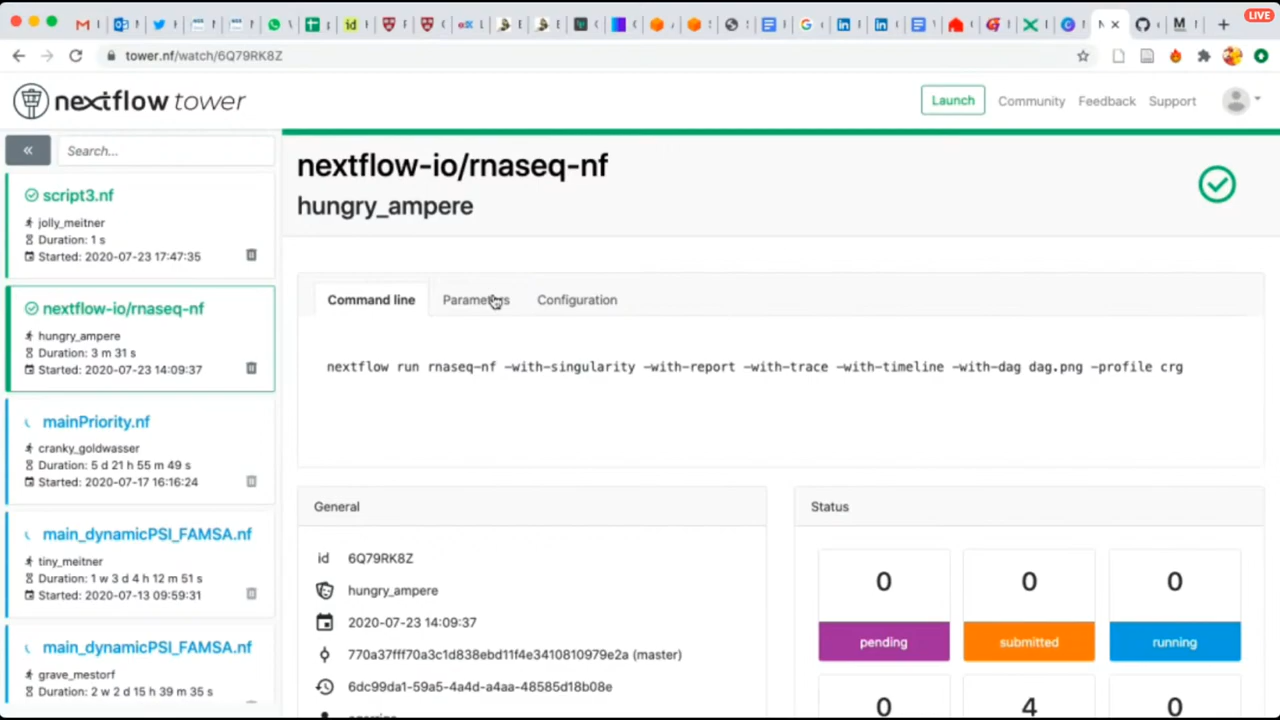 LIVE
tower.nf/watch/6Q79RK8Z
nextflow tower
Launch
Community
Feedback
Support
«
Search...
script3.nf
jolly_meitner
Duration: 1 s
Started: 2020-07-23 17:47:35
nextflow-io/rnaseq-nf
hungry_ampere
Duration: 3 m 31 s
Started: 2020-07-23 14:09:37
mainPriority.nf
cranky_goldwasser
Duration: 5 d 21 h 55 m 49 s
Started: 2020-07-17 16:16:24
main_dynamicPSI_FAMSA.nf
tiny_meitner
Duration: 1 w 3 d 4 h 12 m 51 s
Started: 2020-07-13 09:59:31
main_dynamicPSI_FAMSA.nf
grave_mestorf
Duration: 2 w 2 d 15 h 39 m 35 s
nextflow-io/rnaseq-nf
hungry_ampere
Command line
Parameters
Configuration
nextflow run rnaseq-nf -with-singularity -with-report -with-trace -with-timeline -with-dag dag.png -profile crg
General
id 6Q79RK8Z
hungry_ampere
2020-07-23 14:09:37
770a37fff70a3c1d838ebd11f4e3410810979e2a (master)
6dc99da1-59a5-4a4d-a4aa-48585d18b08e
Status
0
0
0
pending
submitted
running
0
4
0